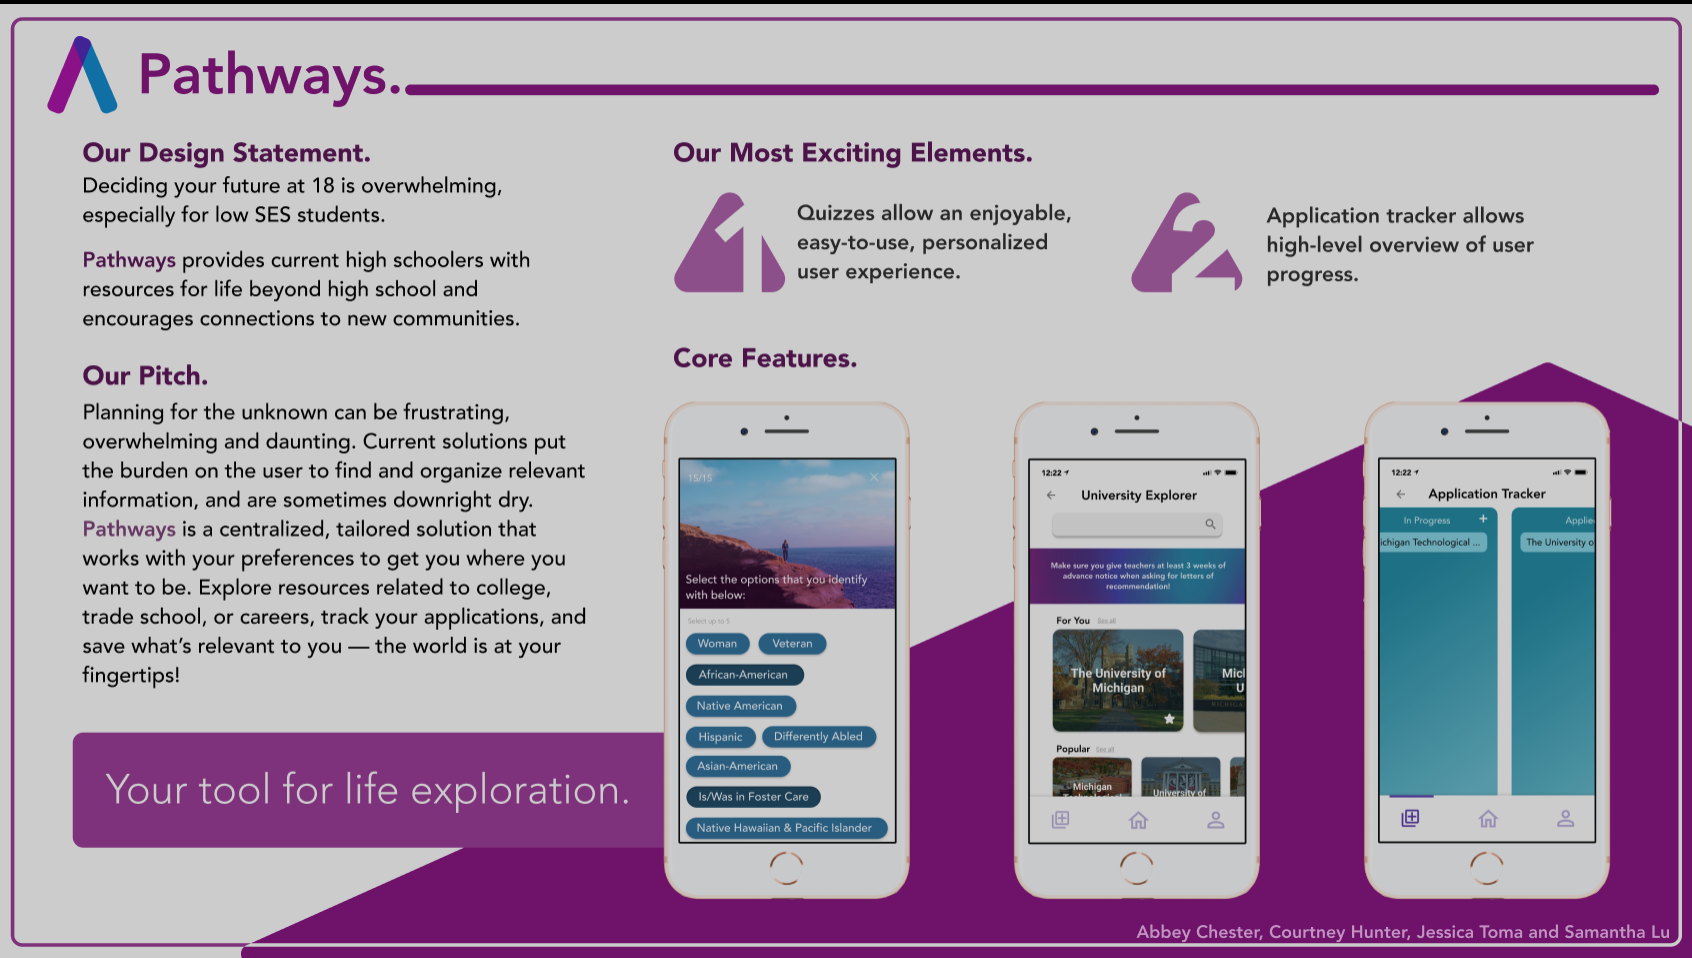 Pathways.
Our Design Statement.
Deciding your future at 18 is overwhelming,
especially for low SES students.
Pathways provides current high schoolers with
resources for life beyond high school and
encourages connections to new communities.
Our Pitch.
Planning for the unknown can be frustrating,
overwhelming and daunting. Current solutions put
the burden on the user to find and organize relevant
information, and are sometimes downright dry.
Pathways is a centralized, tailored solution that
works with your preferences to get you where you
want to be. Explore resources related to college,
trade school, or careers, track your applications, and
save what's relevant to you — the world is at your
fingertips!
Your tool for life exploration.
Our Most Exciting Elements.
1
Quizzes allow an enjoyable,
easy-to-use, personalized
user experience.
2
Application tracker allows
high-level overview of user
progress.
Core Features.
15/15
Select the options that you identify
with below:
Select up to 5
Woman
Veteran
African-American
Native American
Hispanic
Differently Abled
Asian-American
Is/Was in Foster Care
Native Hawaiian & Pacific Islander
12:22
University Explorer
Make sure you give teachers at least 3 weeks of
advance notice when asking for letters of
recommendation!
For You See all
The University of
Michigan
Micl
U
Popular See all
Michigan
Technological
University of
12:22
Application Tracker
In Progress +
Applie
ichigan Technological ...
The University o
Abbey Chester, Courtney Hunter, Jessica Toma and Samantha Lu